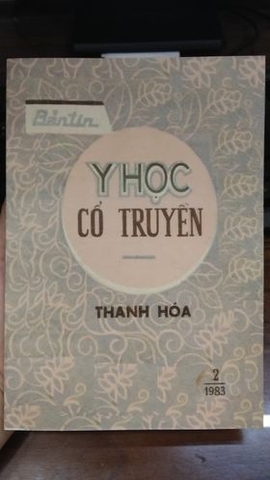 Bản tin
Y HỌC
CỔ TRUYỀN
THANH HÓA
2
1983